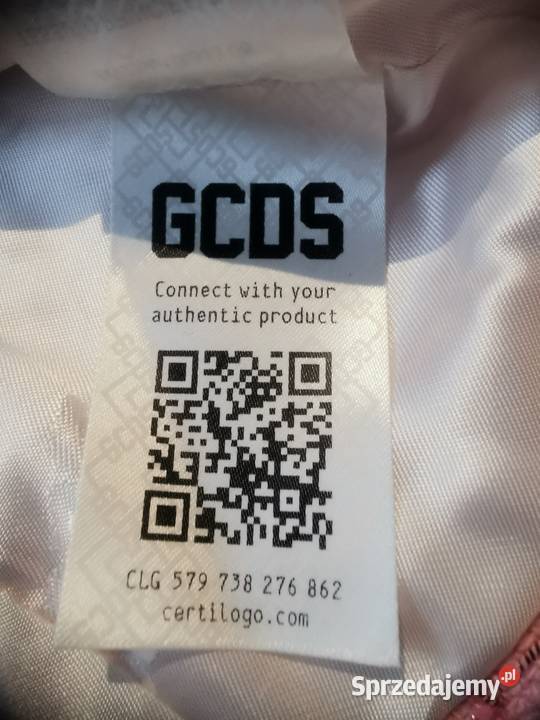 GCDS
Connect with your
authentic product
CLG 579 738 276 862
certilogo.com
Sprzedajemy.pl